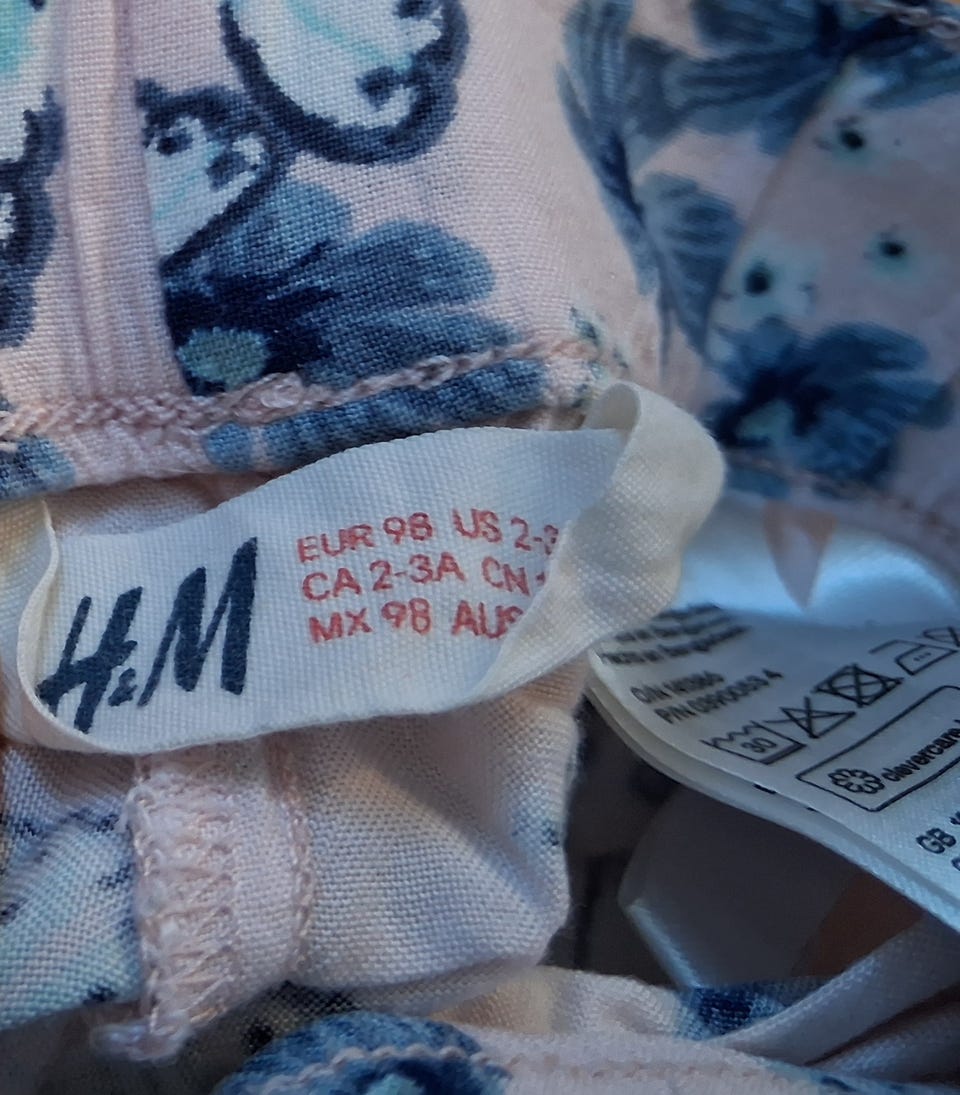 H&M
EUR 98 US 2-3
CA 2-3A CN
MX 98 AUS
O/N
P/N
30
clevercare
GB